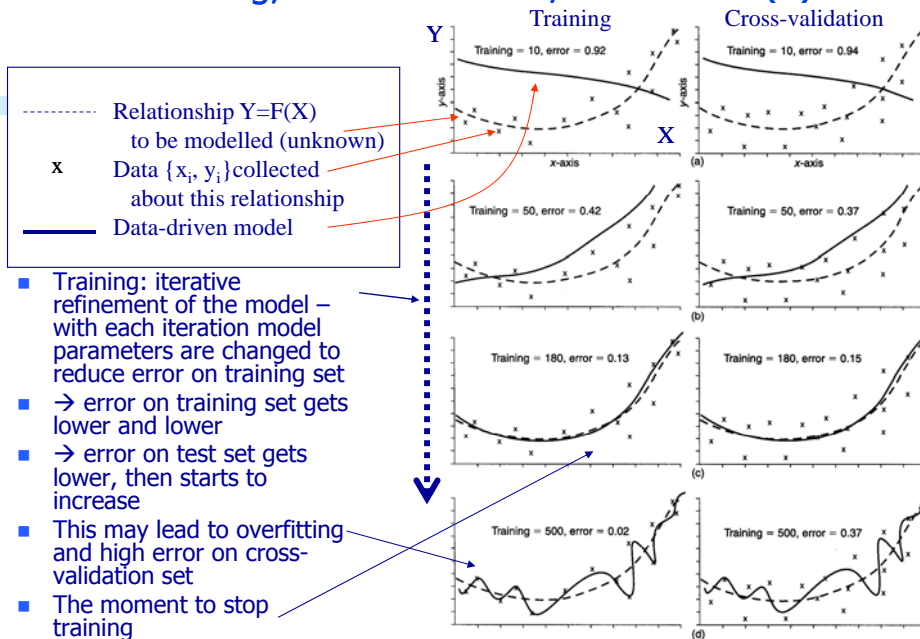 Training
Cross-validation
Y
Relationship Y=F(X)
to be modelled (unknown)
x
Data {xi, yi}collected
about this relationship
Data-driven model
Training: iterative
refinement of the model –
with each iteration model
parameters are changed to
reduce error on training set
→ error on training set gets
lower and lower
→ error on test set gets
lower, then starts to
increase
This may lead to overfitting
and high error on cross-
validation set
The moment to stop
training
Training = 10, error = 0.92
Training = 10, error = 0.94
y-axis
y-axis
X
x-axis
(a)
x-axis
Training = 50, error = 0.42
Training = 50, error = 0.37
(b)
Training = 180, error = 0.13
Training = 180, error = 0.15
(c)
Training = 500, error = 0.02
Training = 500, error = 0.37
(d)